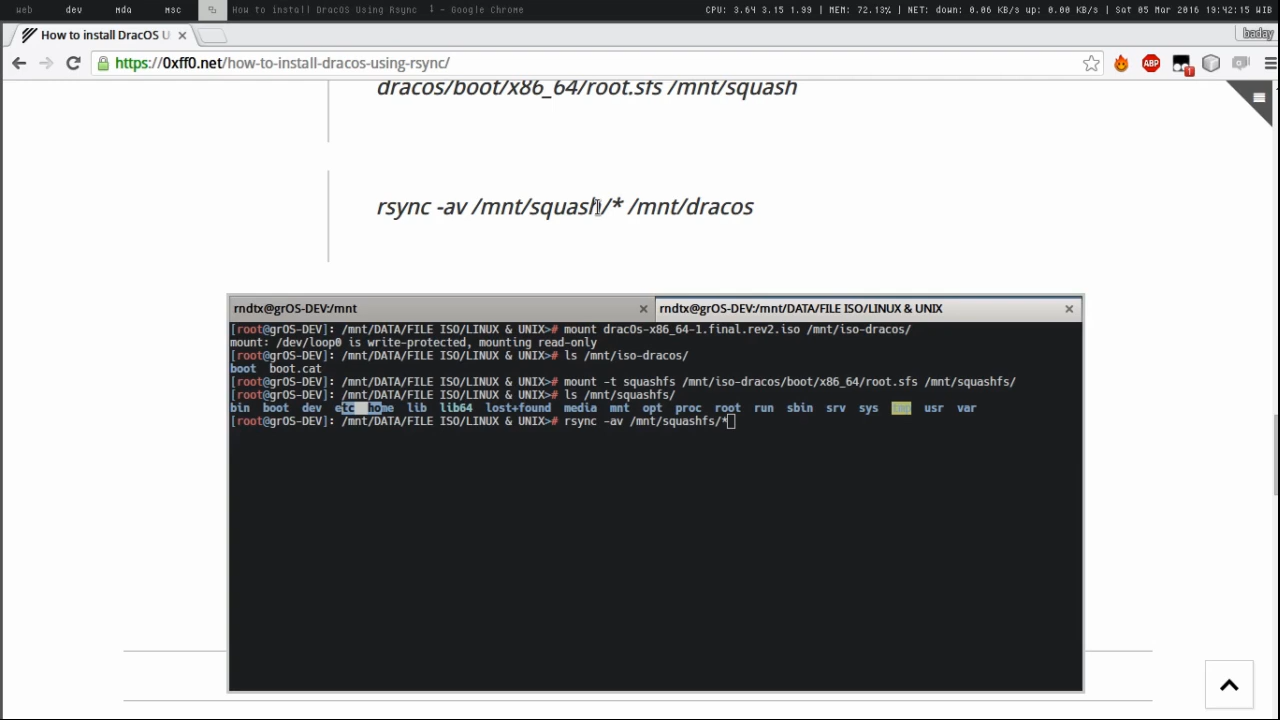 web dev mda msc How to install DracOS Using Rsync 1 - Google Chrome CPU: 3.64 3.15 1.99 | MEM: 72.13% | NET: down: 0.06 KB/s up: 0.00 KB/s | Sat 05 Mar 2016 19:42:15 WIB
How to install DracOS U baday
https://0xff0.net/how-to-install-dracos-using-rsync/ ABP 1
dracos/boot/x86_64/root.sfs /mnt/squash
rsync -av /mnt/squash/* /mnt/dracos
rndtx@grOS-DEV:/mnt rndtx@grOS-DEV:/mnt/DATA/FILE ISO/LINUX & UNIX
[root@grOS-DEV]: /mnt/DATA/FILE ISO/LINUX & UNIX># mount dracOs-x86_64-1.final.rev2.iso /mnt/iso-dracos/
mount: /dev/loop0 is write-protected, mounting read-only
[root@grOS-DEV]: /mnt/DATA/FILE ISO/LINUX & UNIX># ls /mnt/iso-dracos/
boot boot.cat
[root@grOS-DEV]: /mnt/DATA/FILE ISO/LINUX & UNIX># mount -t squashfs /mnt/iso-dracos/boot/x86_64/root.sfs /mnt/squashfs/
[root@grOS-DEV]: /mnt/DATA/FILE ISO/LINUX & UNIX># ls /mnt/squashfs/
bin boot dev etc home lib lib64 lost+found media mnt opt proc root run sbin srv sys tmp usr var
[root@grOS-DEV]: /mnt/DATA/FILE ISO/LINUX & UNIX># rsync -av /mnt/squashfs/*